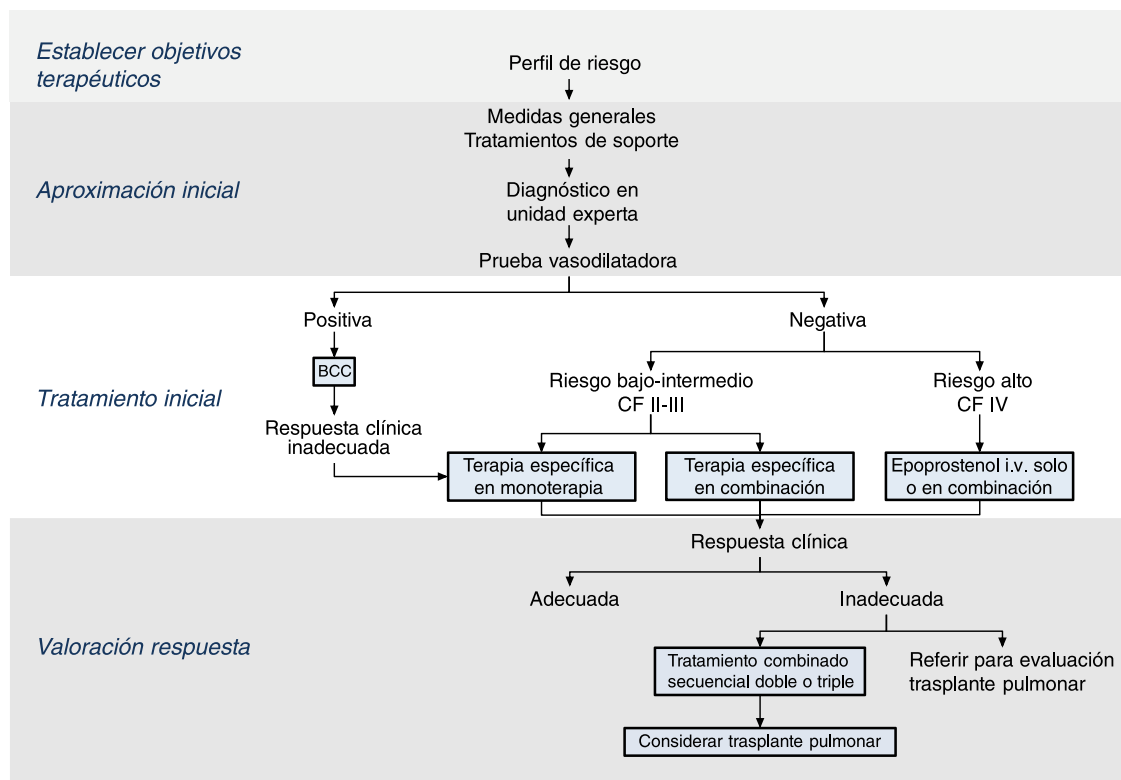 Establecer objetivos
terapéuticos
Perfil de riesgo
Medidas generales
Tratamientos de soporte
Aproximación inicial
Diagnóstico en
unidad experta
Prueba vasodilatadora
Positiva
Negativa
BCC
Riesgo bajo-intermedio
CF II-III
Riesgo alto
CF IV
Tratamiento inicial
Respuesta clínica
inadecuada
Terapia específica
en monoterapia
Terapia específica
en combinación
Epoprostenol i.v. solo
o en combinación
Respuesta clínica
Adecuada
Inadecuada
Valoración respuesta
Tratamiento combinado
secuencial doble o triple
Referir para evaluación
trasplante pulmonar
Considerar trasplante pulmonar